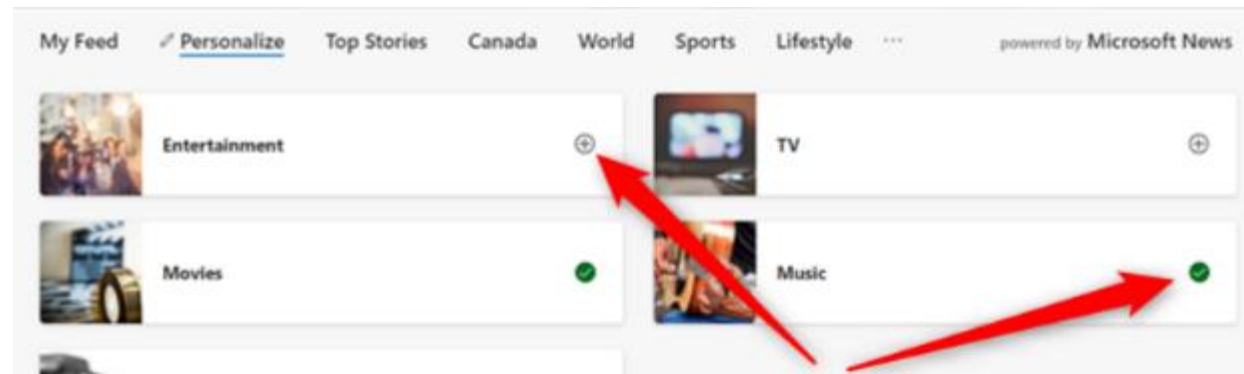 My Feed Personalize Top Stories Canada World Sports Lifestyle ... powered by Microsoft News
Entertainment TV
Movies Music